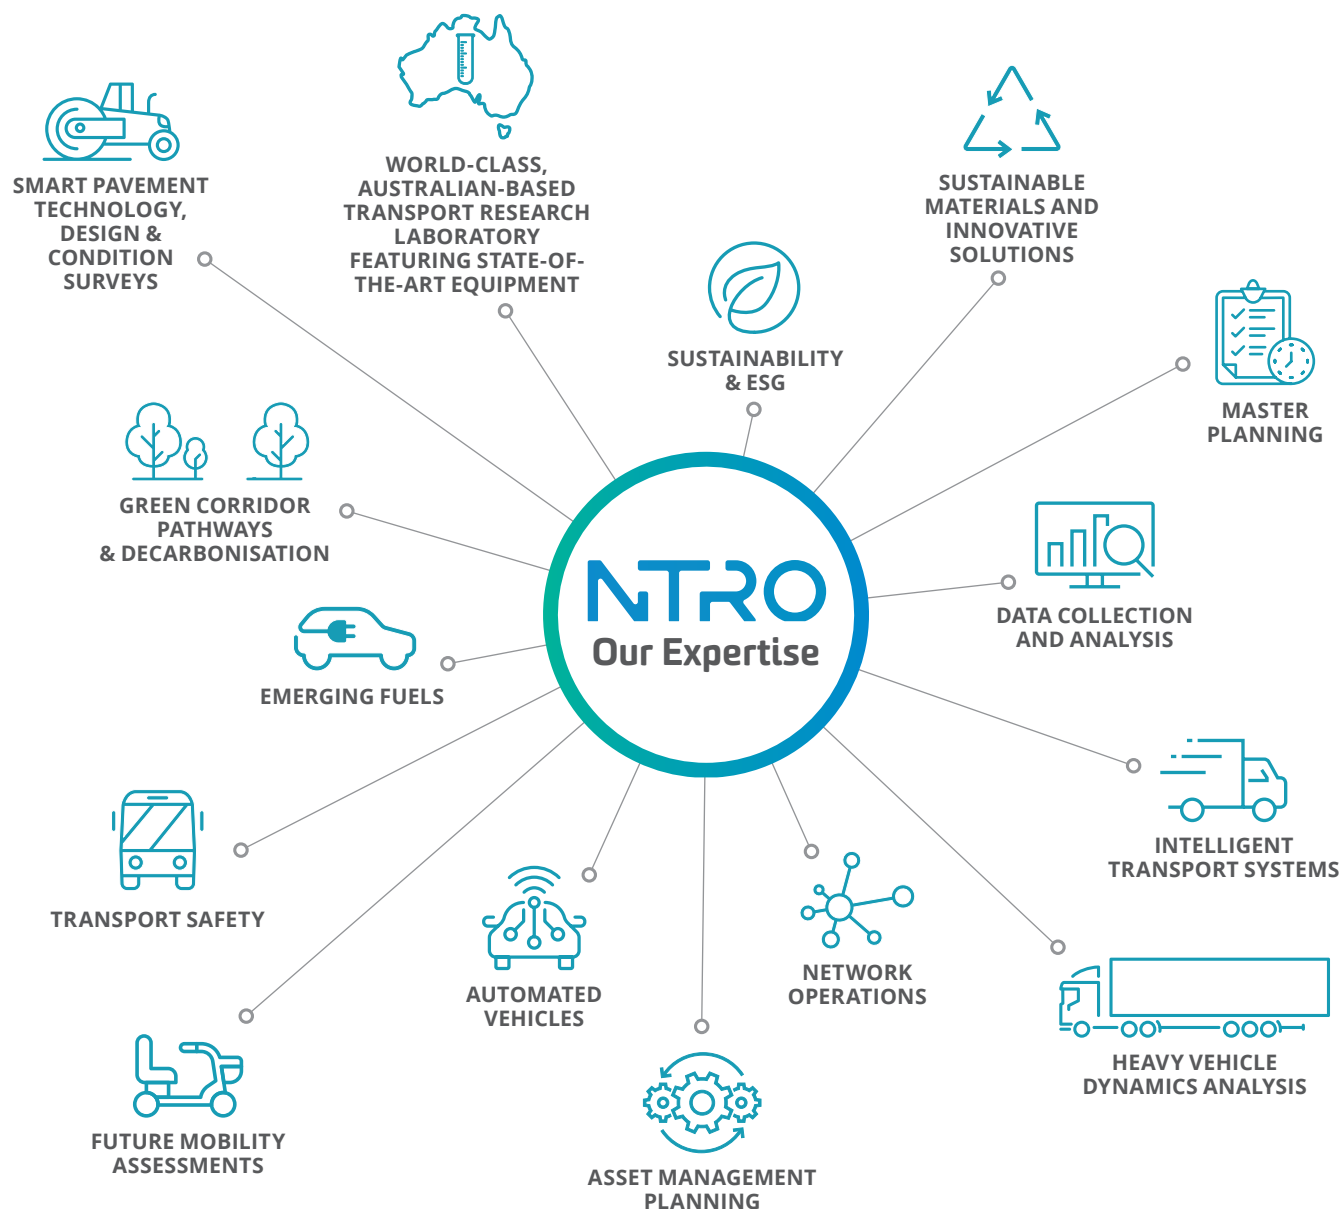 WORLD-CLASS,
AUSTRALIAN-BASED
TRANSPORT RESEARCH
LABORATORY
FEATURING STATE-OF-
THE-ART EQUIPMENT
SMART PAVEMENT
TECHNOLOGY,
DESIGN &
CONDITION
SURVEYS
SUSTAINABLE
MATERIALS AND
INNOVATIVE
SOLUTIONS
SUSTAINABILITY
& ESG
MASTER
PLANNING
GREEN CORRIDOR
PATHWAYS
& DECARBONISATION
NTRO
Our Expertise
DATA COLLECTION
AND ANALYSIS
EMERGING FUELS
INTELLIGENT
TRANSPORT SYSTEMS
TRANSPORT SAFETY
AUTOMATED
VEHICLES
NETWORK
OPERATIONS
HEAVY VEHICLE
DYNAMICS ANALYSIS
FUTURE MOBILITY
ASSESSMENTS
ASSET MANAGEMENT
PLANNING